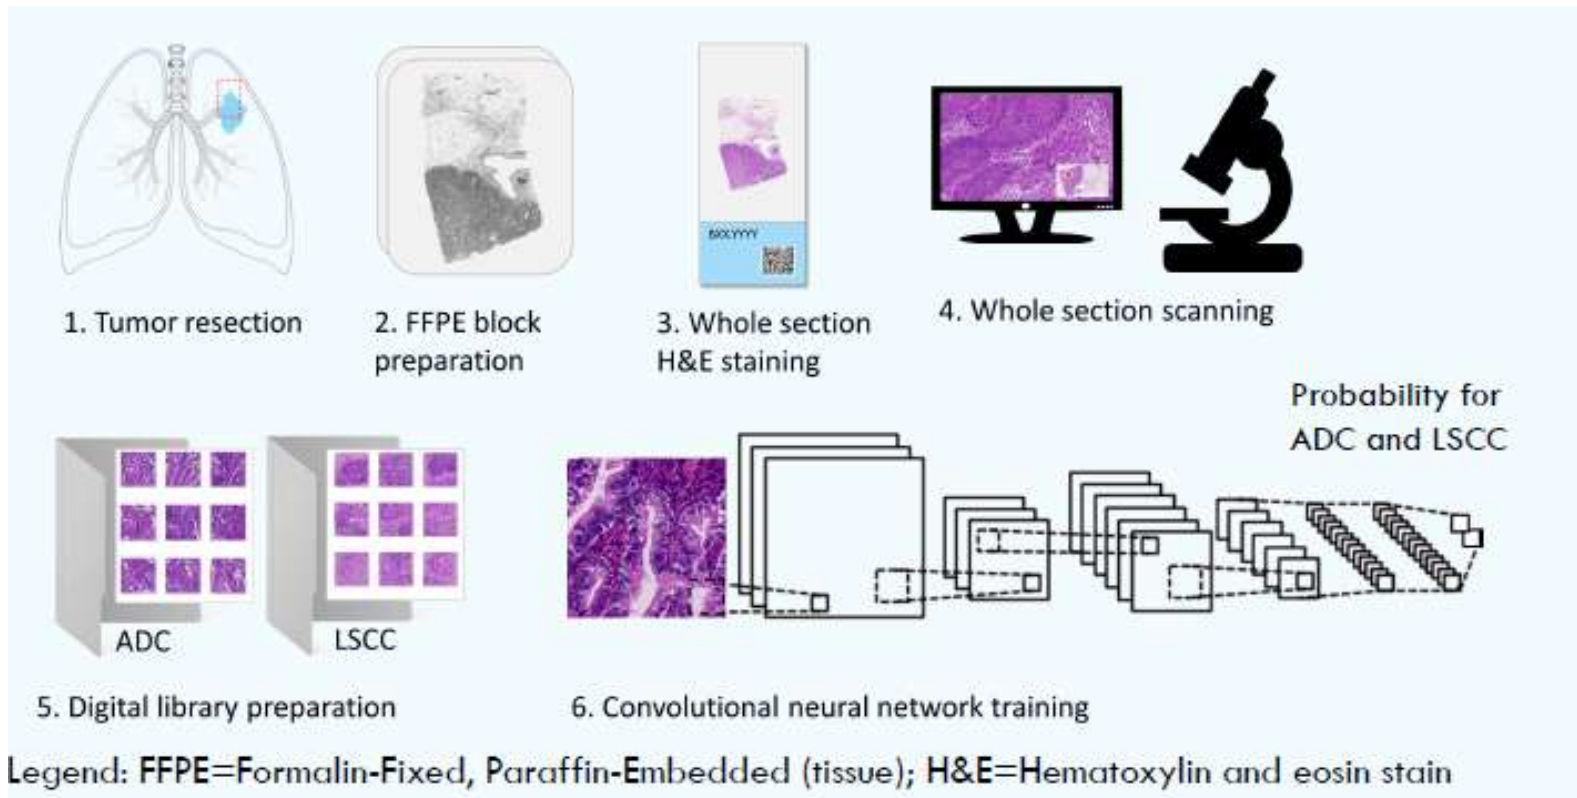 1. Tumor resection
2. FFPE block
preparation
3. Whole section
H&E staining
4. Whole section scanning
Probability for
ADC and LSCC
ADC
LSCC
5. Digital library preparation
6. Convolutional neural network training
Legend: FFPE=Formalin-Fixed, Paraffin-Embedded (tissue); H&E=Hematoxylin and eosin stain